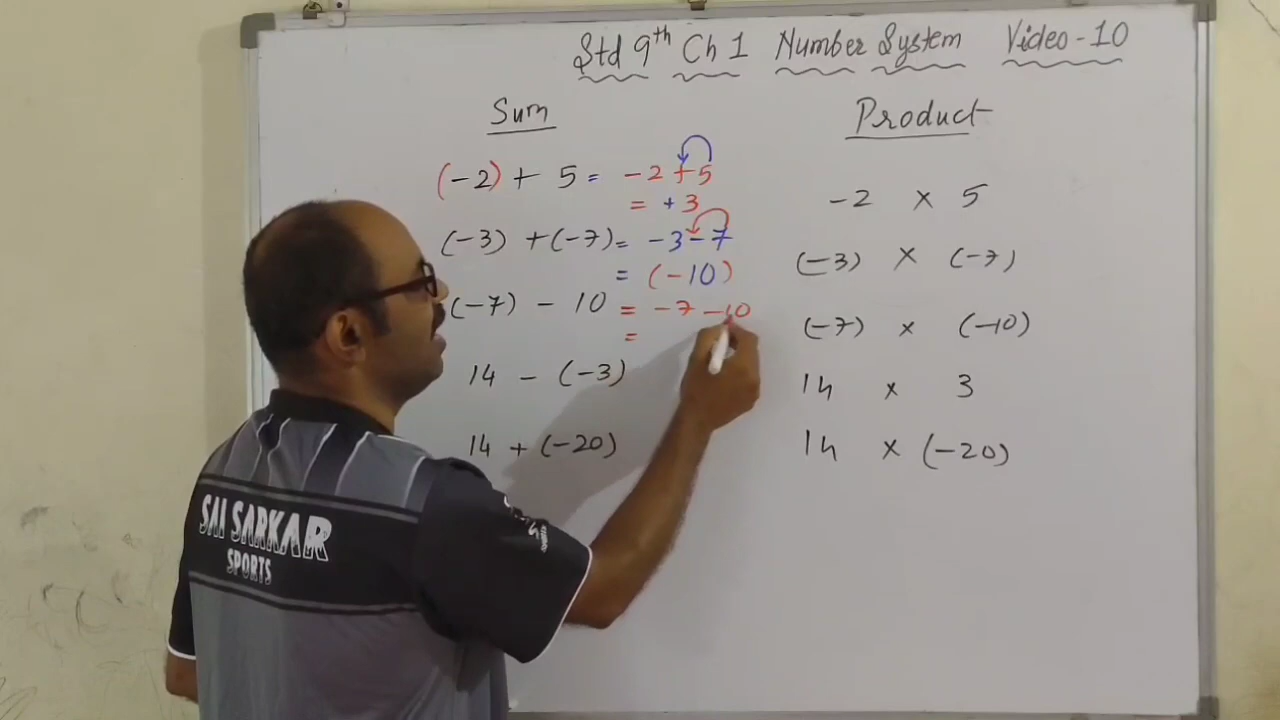 Std 9th Ch 1 Number System Video-10
Sum
(-2) + 5 = -2+5
= +3
(-3) +(-7)= -3-7
= (-10)
(-7) - 10 = -7-10
=
14 - (-3)
14 + (-20)
Product
-2 × 5
(-3) × (-7)
(-7) × (-10)
14 × 3
14 × (-20)
SAI SARKAR
SPORTS